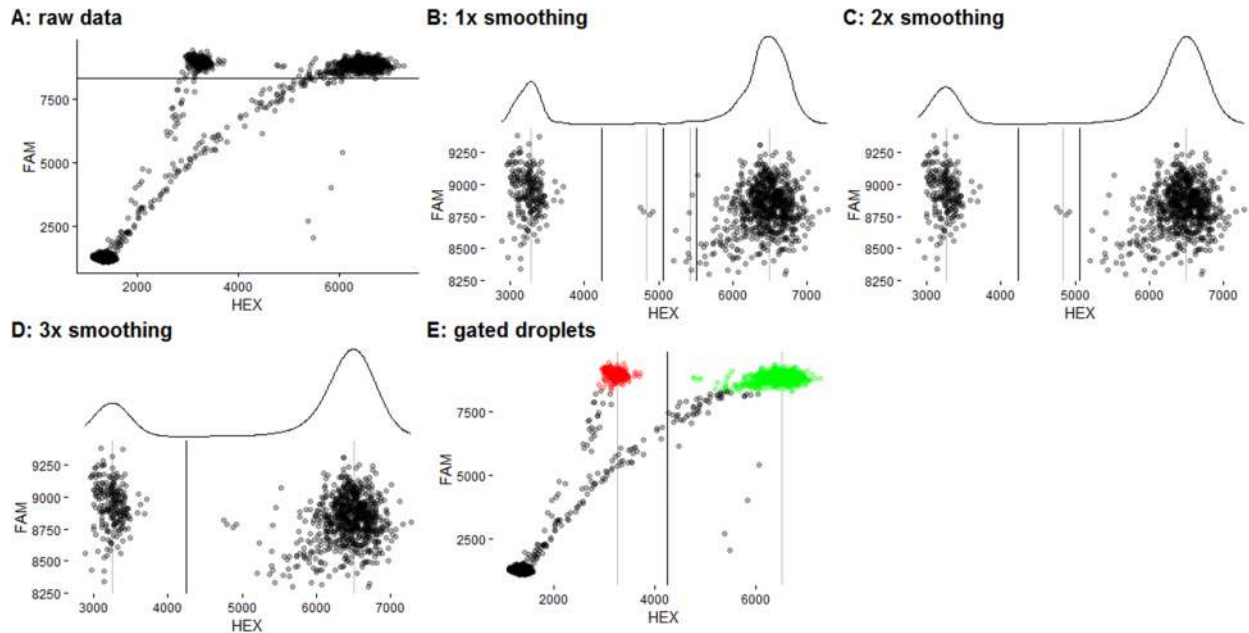 A: raw data
FAM
7500
5000
2500
2000 4000 6000
HEX
B: 1x smoothing
FAM
9250
9000
8750
8500
8250
3000 4000 5000 6000 7000
HEX
C: 2x smoothing
FAM
9250
9000
8750
8500
8250
3000 4000 5000 6000 7000
HEX
D: 3x smoothing
FAM
9250
9000
8750
8500
8250
3000 4000 5000 6000 7000
HEX
E: gated droplets
FAM
7500
5000
2500
2000 4000 6000
HEX